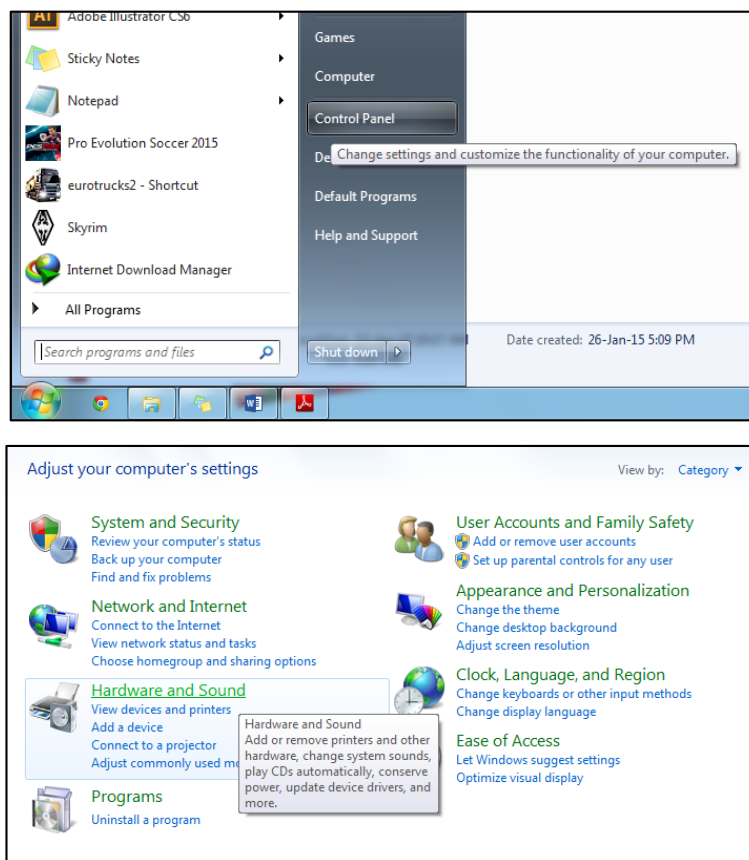 Adobe Illustrator CS6
Sticky Notes
Notepad
Pro Evolution Soccer 2015
eurotrucks2 - Shortcut
Skyrim
Internet Download Manager
All Programs
Search programs and files
Games
Computer
Control Panel
De
Change settings and customize the functionality of your computer.
Default Programs
Help and Support
Shut down
Date created: 26-Jan-15 5:09 PM
Adjust your computer's settings
View by: Category
System and Security
Review your computer's status
Back up your computer
Find and fix problems
Network and Internet
Connect to the Internet
View network status and tasks
Choose homegroup and sharing options
Hardware and Sound
View devices and printers
Add a device
Connect to a projector
Adjust commonly used mo
Hardware and Sound
Add or remove printers and other
hardware, change system sounds,
play CDs automatically, conserve
power, update device drivers, and
more.
Programs
Uninstall a program
User Accounts and Family Safety
Add or remove user accounts
Set up parental controls for any user
Appearance and Personalization
Change the theme
Change desktop background
Adjust screen resolution
Clock, Language, and Region
Change keyboards or other input methods
Change display language
Ease of Access
Let Windows suggest settings
Optimize visual display